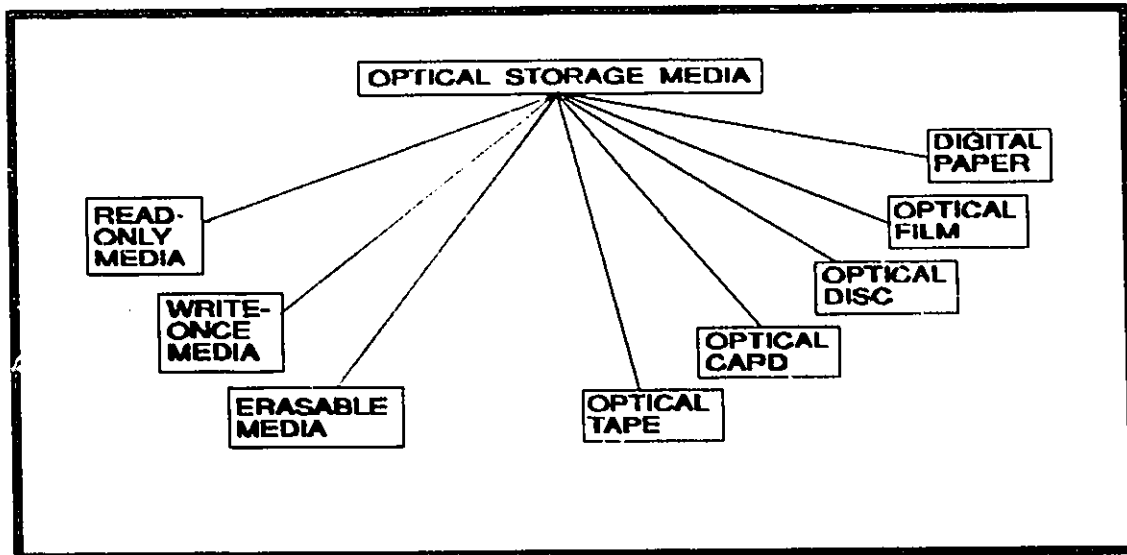 OPTICAL STORAGE MEDIA
DIGITAL
PAPER
READ-
ONLY
MEDIA
OPTICAL
FILM
OPTICAL
DISC
WRITE-
ONCE
MEDIA
OPTICAL
CARD
ERASABLE
MEDIA
OPTICAL
TAPE